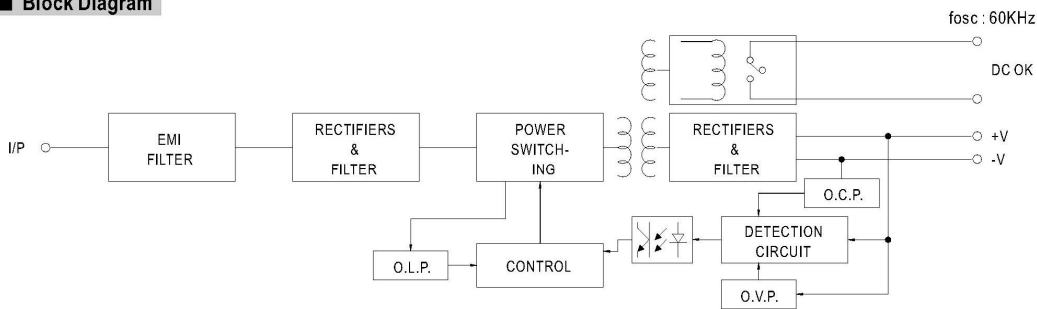 ■ Block Diagram
fosc : 60KHz
DC OK
I/P
EMI
FILTER
RECTIFIERS
&
FILTER
POWER
SWITCH-
ING
RECTIFIERS
&
FILTER
+V
-V
O.C.P.
DETECTION
CIRCUIT
O.L.P.
CONTROL
O.V.P.